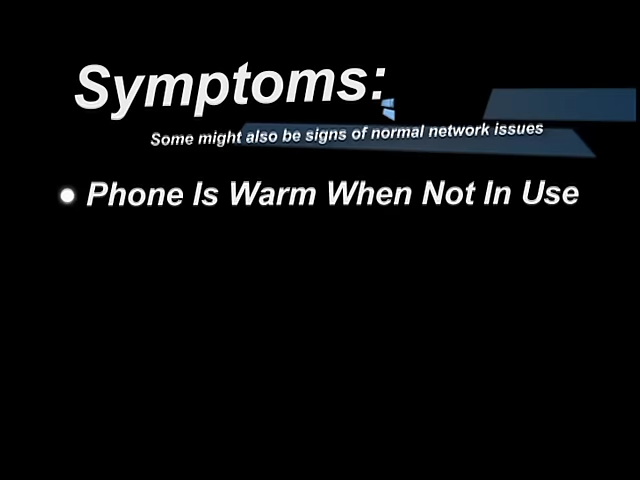 Symptoms:
Some might also be signs of normal network issues
• Phone Is Warm When Not In Use